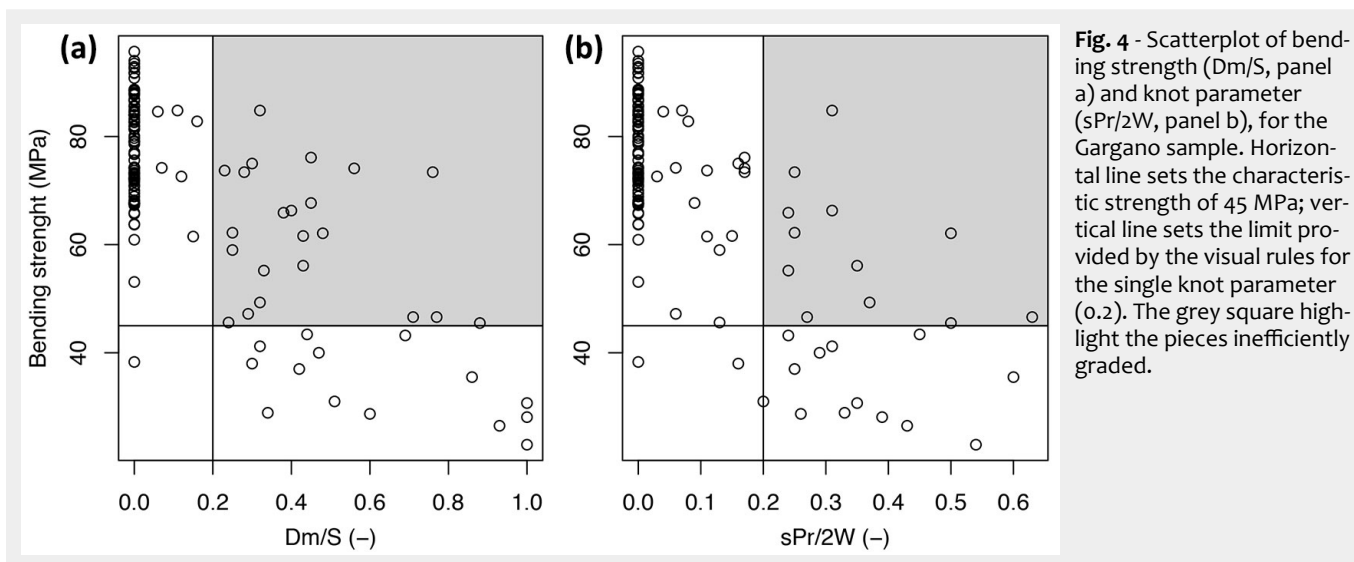 (a)
(b)
Bending strenght (MPa)
80
60
40
0.0 0.2 0.4 0.6 0.8 1.0
Dm/S (–)
80
60
40
0.0 0.1 0.2 0.3 0.4 0.5 0.6
sPr/2W (–)
Fig. 4 - Scatterplot of bend-
ing strength (Dm/S, panel
a) and knot parameter
(sPr/2W, panel b), for the
Gargano sample. Horizon-
tal line sets the characteris-
tic strength of 45 MPa; ver-
tical line sets the limit pro-
vided by the visual rules for
the single knot parameter
(0.2). The grey square high-
light the pieces inefficiently
graded.